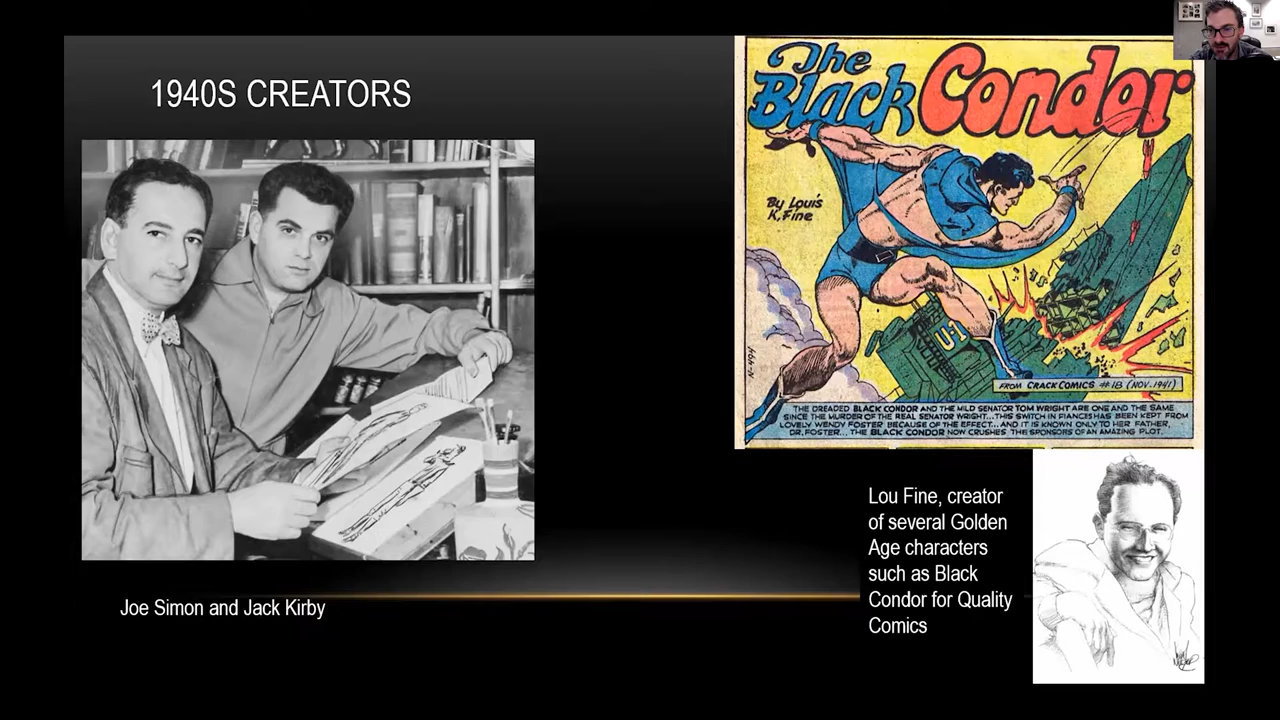 1940S CREATORS
The
Black Condor
By Louis
K. Fine
U-1
FROM CRACK COMICS #18 (NOV. 1941)
THE DREADED BLACK CONDOR AND THE MILD SENATOR TOM WRIGHT ARE ONE AND THE SAME
SINCE THE MURDER OF THE REAL SENATOR WRIGHT...THIS SWITCH IN FIANCES HAS BEEN KEPT FROM
LOVELY WENDY FOSTER BECAUSE OF THE EFFECT... AND IT IS KNOWN ONLY TO HER FATHER,
DR. FOSTER... THE BLACK CONDOR NOW CRUSHES THE SPONSORS OF AN AMAZING PLOT.
Joe Simon and Jack Kirby
Lou Fine, creator
of several Golden
Age characters
such as Black
Condor for Quality
Comics